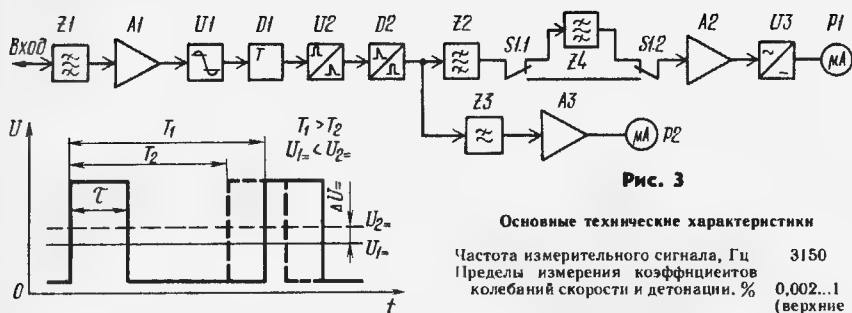 Z1 A1 U1 D1 U2 D2 Z2 S1.1 Z4 S1.2 A2 U3 P1
Вход
T
μA
Z3 A3
μA P2
U
T₁
T₂
T₁ > T₂
U₁₌ < U₂₌
τ
ΔU₌
U₂₌
U₁₌
0
t
Рис. 3
Основные технические характеристики
Частота измерительного сигнала, Гц 3150
Пределы измерения коэффициентов
колебаний скорости и детонации. % 0,002...1
(верхние